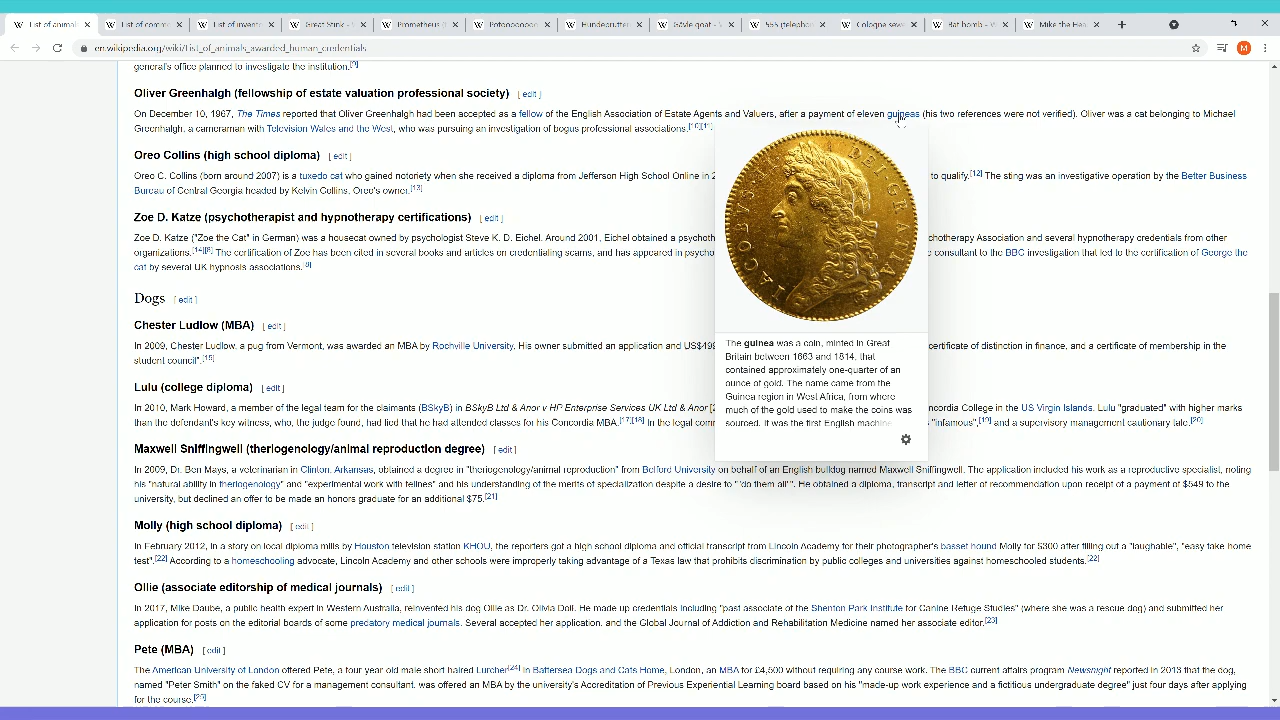 List of animal
List of comm
List of invent
Great Stink -
Prometheus (t
Potoooooooo
Hundeprutter
Gävle goat - 
555 (telephon
Cologne sewe
Bat bomb - W
Mike the Hea
en.wikipedia.org/wiki/List_of_animals_awarded_human_credentials
M
general's office planned to investigate the institution.[9]
Oliver Greenhalgh (fellowship of estate valuation professional society) [ edit ]
On December 10, 1967, The Times reported that Oliver Greenhalgh had been accepted as a fellow of the English Association of Estate Agents and Valuers, after a payment of eleven guineas (his two references were not verified). Oliver was a cat belonging to Michael
Greenhalgh, a cameraman with Television Wales and the West, who was pursuing an investigation of bogus professional associations.[10][11]
Oreo Collins (high school diploma) [ edit ]
Oreo C. Collins (born around 2007) is a tuxedo cat who gained notoriety when she received a diploma from Jefferson High School Online in 2 to qualify.[12] The sting was an investigative operation by the Better Business
Bureau of Central Georgia headed by Kelvin Collins, Oreo's owner.[13]
Zoe D. Katze (psychotherapist and hypnotherapy certifications) [ edit ]
Zoe D. Katze ("Zoe the Cat" in German) was a housecat owned by psychologist Steve K. D. Eichel. Around 2001, Eichel obtained a psychoth chotherapy Association and several hypnotherapy credentials from other
organizations.[14][8] The certification of Zoe has been cited in several books and articles on credentialing scams, and has appeared in psycho consultant to the BBC investigation that led to the certification of George the
cat by several UK hypnosis associations.[8]
Dogs [ edit ]
Chester Ludlow (MBA) [ edit ]
In 2009, Chester Ludlow, a pug from Vermont, was awarded an MBA by Rochville University. His owner submitted an application and US$499 certificate of distinction in finance, and a certificate of membership in the
student council".[15]
Lulu (college diploma) [ edit ]
In 2010, Mark Howard, a member of the legal team for the claimants (BSkyB) in BSkyB Ltd & Anor v HP Enterprise Services UK Ltd & Anor [2 ncordia College in the US Virgin Islands. Lulu "graduated" with higher marks
than the defendant's key witness, who, the judge found, had lied that he had attended classes for his Concordia MBA.[17][18] In the legal comm "infamous",[19] and a supervisory management cautionary tale.[20]
Maxwell Sniffingwell (theriogenology/animal reproduction degree) [ edit ]
In 2009, Dr. Ben Mays, a veterinarian in Clinton, Arkansas, obtained a degree in "theriogenology/animal reproduction" from Belford University on behalf of an English bulldog named Maxwell Sniffingwell. The application included his work as a reproductive specialist, noting
his "natural ability in theriogenology" and "experimental work with felines" and his understanding of the merits of specialization despite a desire to "'do them all'". He obtained a diploma, transcript and letter of recommendation upon receipt of a payment of $549 to the
university, but declined an offer to be made an honors graduate for an additional $75.[21]
Molly (high school diploma) [ edit ]
In February 2012, in a story on local diploma mills by Houston television station KHOU, the reporters got a high school diploma and official transcript from Lincoln Academy for their photographer's basset hound Molly for $300 after filling out a "laughable", "easy take home
test".[22] According to a homeschooling advocate, Lincoln Academy and other schools were improperly taking advantage of a Texas law that prohibits discrimination by public colleges and universities against homeschooled students.[22]
Ollie (associate editorship of medical journals) [ edit ]
In 2017, Mike Daube, a public health expert in Western Australia, reinvented his dog Ollie as Dr. Olivia Doll. He made up credentials including "past associate of the Shenton Park Institute for Canine Refuge Studies" (where she was a rescue dog) and submitted her
application for posts on the editorial boards of some predatory medical journals. Several accepted her application, and the Global Journal of Addiction and Rehabilitation Medicine named her associate editor.[23]
Pete (MBA) [ edit ]
The American University of London offered Pete, a four year old male short haired Lurcher[24] in Battersea Dogs and Cats Home, London, an MBA for £4,500 without requiring any course work. The BBC current affairs program Newsnight reported in 2013 that the dog,
named "Peter Smith" on the faked CV for a management consultant, was offered an MBA by the university's Accreditation of Previous Experiential Learning board based on his "made-up work experience and a fictitious undergraduate degree" just four days after applying
for the course.[25]
IACOBVS II DEI GRATIA
The guinea was a coin, minted in Great
Britain between 1663 and 1814, that
contained approximately one-quarter of an
ounce of gold. The name came from the
Guinea region in West Africa, from where
much of the gold used to make the coins was
sourced. It was the first English machine